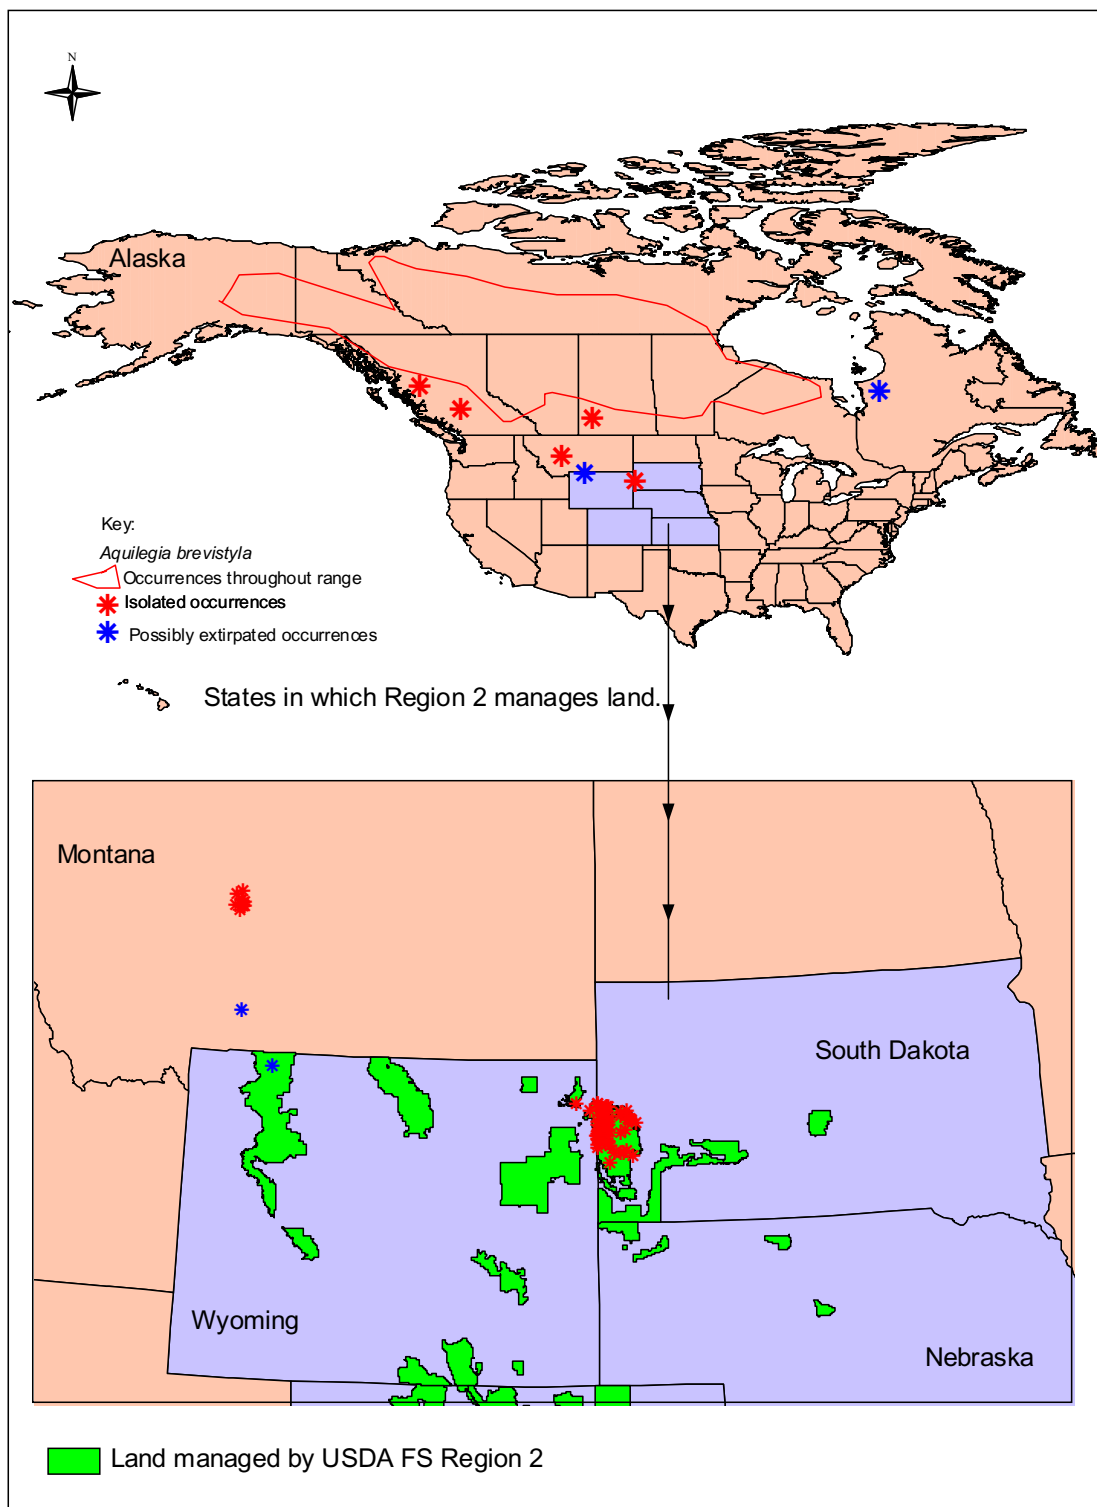 N
Alaska
Key:
Aquilegia brevistyla
Occurrences throughout range
Isolated occurrences
Possibly extirpated occurrences
States in which Region 2 manages land.
Montana
South Dakota
Wyoming
Nebraska
Land managed by USDA FS Region 2